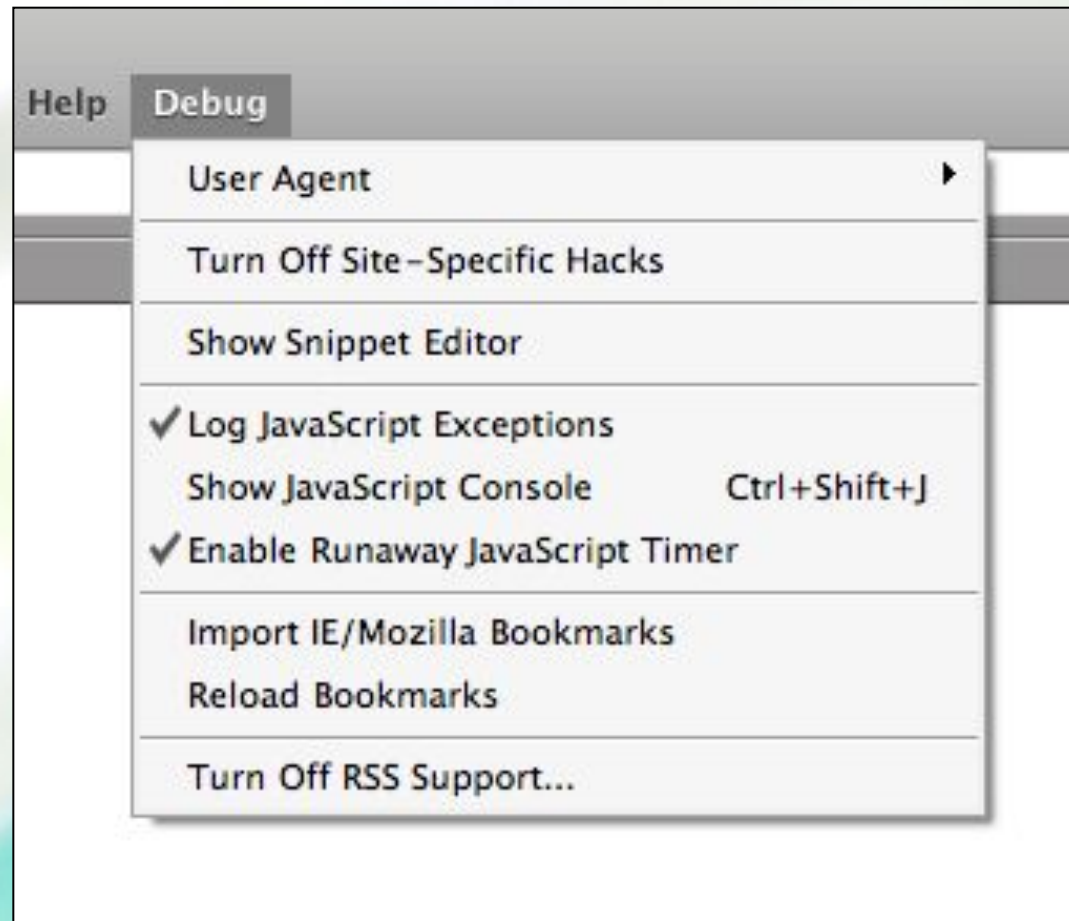 Help Debug
User Agent
Turn Off Site-Specific Hacks
Show Snippet Editor
Log JavaScript Exceptions
Show JavaScript Console Ctrl+Shift+J
Enable Runaway JavaScript Timer
Import IE/Mozilla Bookmarks
Reload Bookmarks
Turn Off RSS Support...